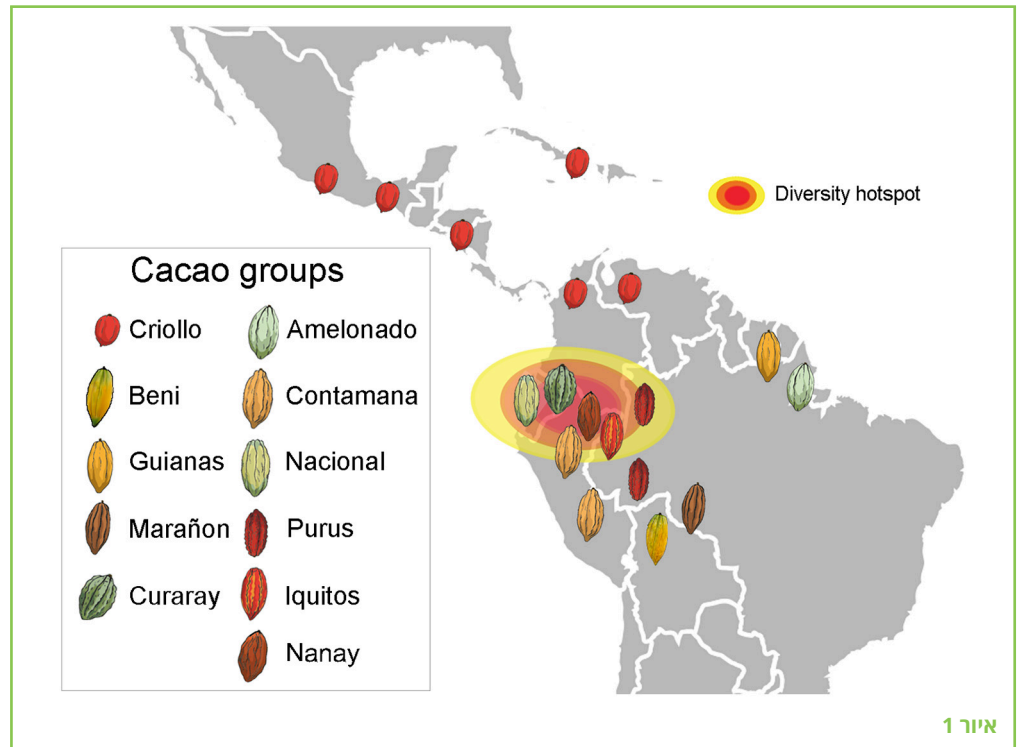 Diversity hotspot
Cacao groups
Criollo
Amelonado
Beni
Contamana
Guianas
Nacional
Marañon
Purus
Curaray
Iquitos
Nanay
איור 1